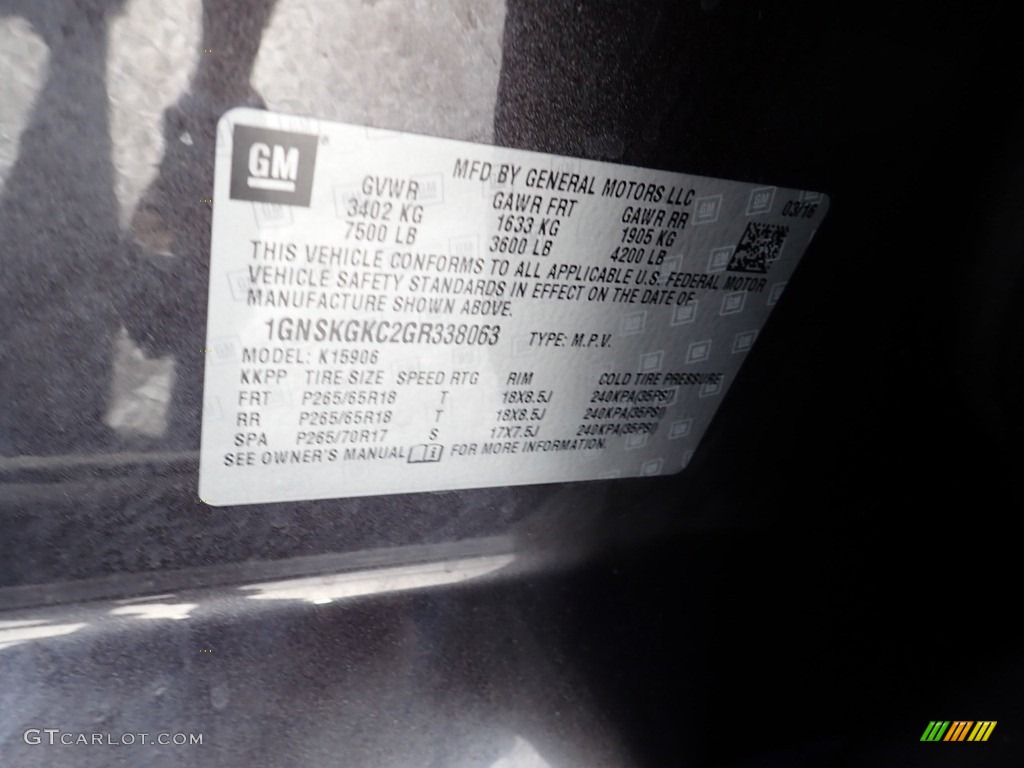 GM
MFD BY GENERAL MOTORS LLC
03/16
GVWR GAWR FRT GAWR RR
3402 KG 1633 KG 1905 KG
7500 LB 3600 LB 4200 LB
THIS VEHICLE CONFORMS TO ALL APPLICABLE U.S. FEDERAL MOTOR
VEHICLE SAFETY STANDARDS IN EFFECT ON THE DATE OF
MANUFACTURE SHOWN ABOVE.
1GNSKGKC2GR338063 TYPE: M.P.V.
MODEL: K15906
KKPP TIRE SIZE SPEED RTG RIM COLD TIRE PRESSURE
FRT P265/65R18 T 18X8.5J 240KPA(35PSI)
RR P265/65R18 T 18X8.5J 240KPA(35PSI)
SPA P265/70R17 S 17X7.5J 240KPA(35PSI)
SEE OWNER'S MANUAL FOR MORE INFORMATION.
GTCARLOT.COM